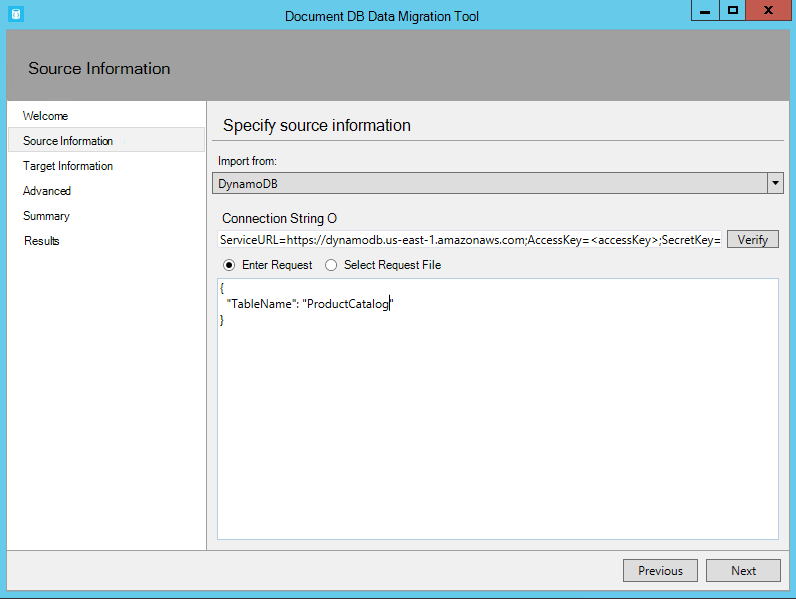 Document DB Data Migration Tool
Source Information
Welcome
Source Information
Target Information
Advanced
Summary
Results
Specify source information
Import from:
DynamoDB
Connection String O
ServiceURL=https://dynamodb.us-east-1.amazonaws.com;AccessKey=<accessKey>;SecretKey=
Verify
Enter Request
Select Request File
{
"TableName": "ProductCatalog"
}
Previous
Next